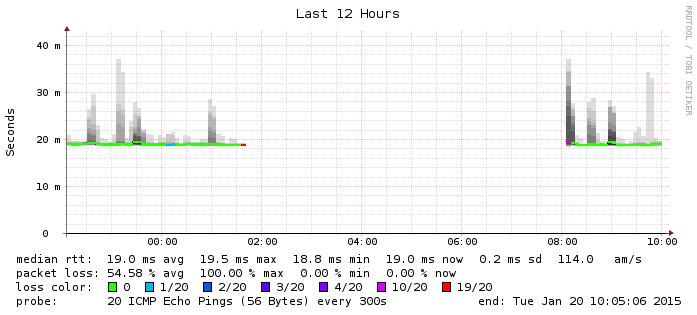 Last 12 Hours
RRDTOOL / TOBI OETIKER
Seconds
40 m
30 m
20 m
10 m
0
00:00 02:00 04:00 06:00 08:00 10:00
median rtt: 19.0 ms avg 19.5 ms max 18.8 ms min 19.0 ms now 0.2 ms sd 114.0 am/s
packet loss: 54.58 % avg 100.00 % max 0.00 % min 0.00 % now
loss color: 0 1/20 2/20 3/20 4/20 10/20 19/20
probe: 20 ICMP Echo Pings (56 Bytes) every 300s end: Tue Jan 20 10:05:06 2015